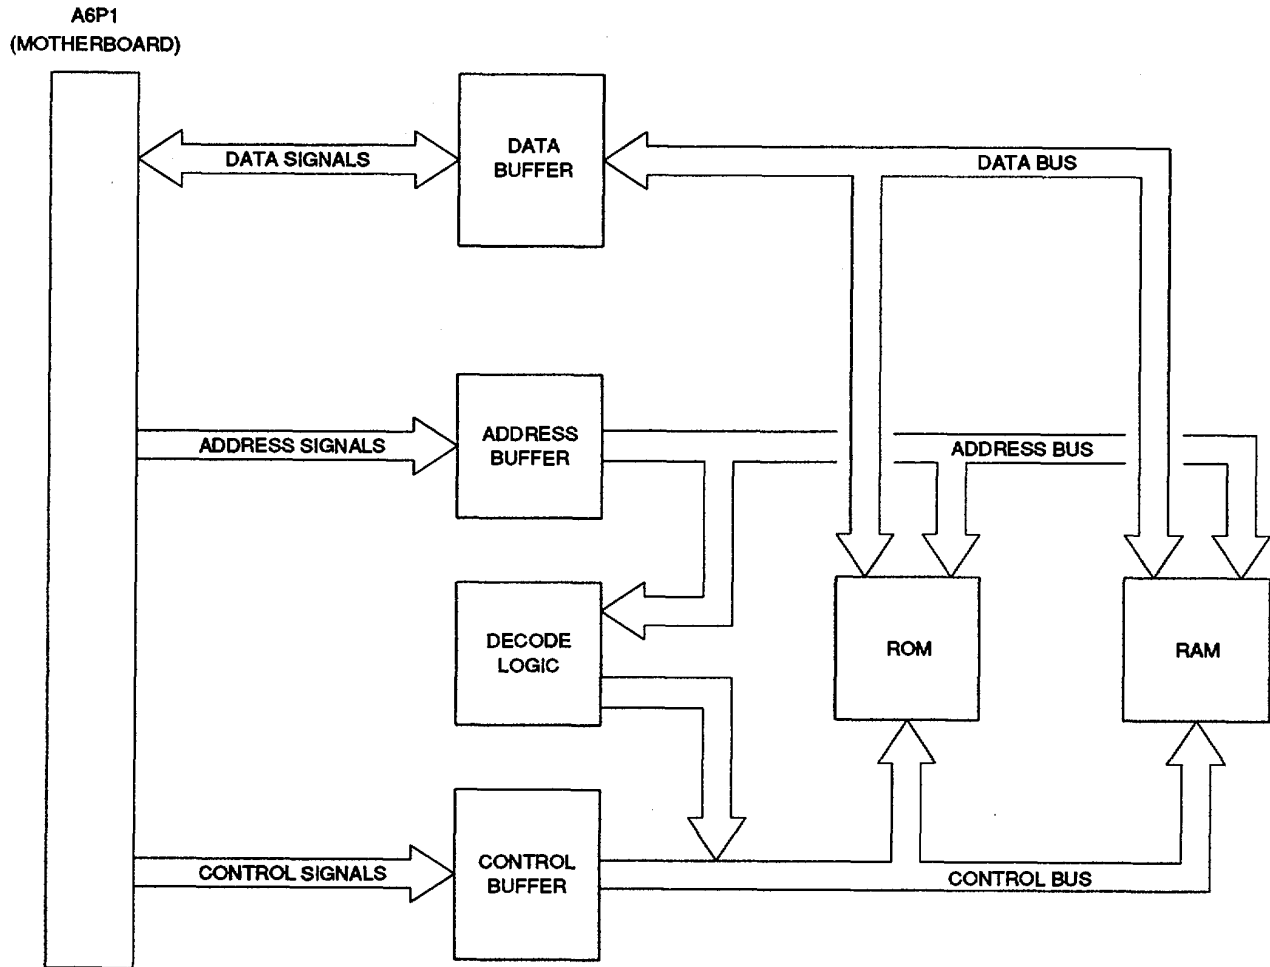 A6P1
(MOTHERBOARD)
DATA SIGNALS
DATA
BUFFER
DATA BUS
ADDRESS SIGNALS
ADDRESS
BUFFER
ADDRESS BUS
DECODE
LOGIC
ROM
RAM
CONTROL SIGNALS
CONTROL
BUFFER
CONTROL BUS